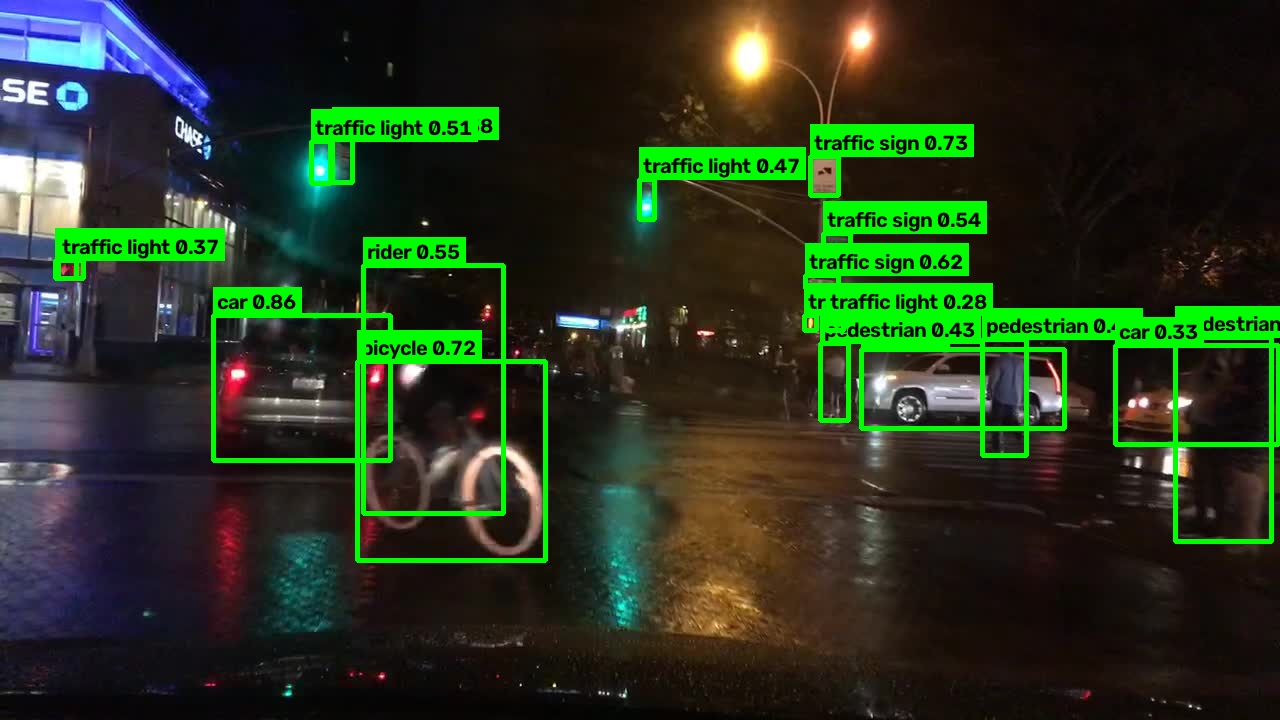 SE
CHASE
traffic light 0.51
8
traffic light 0.47
traffic sign 0.73
traffic sign 0.54
traffic light 0.37
rider 0.55
traffic sign 0.62
car 0.86
tr
traffic light 0.28
pedestrian 0.43
pedestrian 0.4
car 0.33
destrian
bicycle 0.72